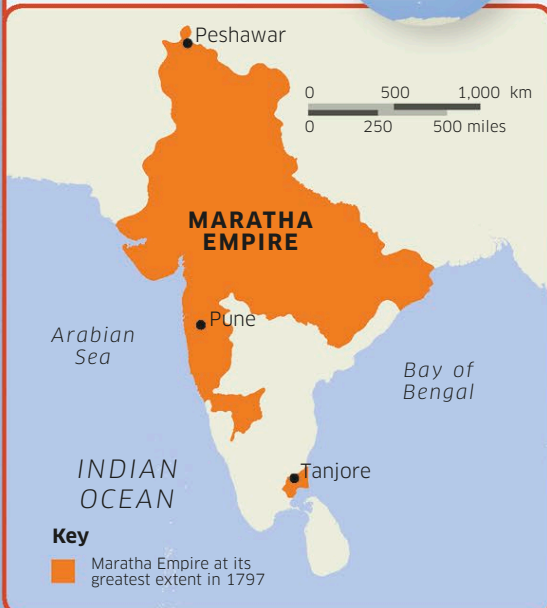 Peshawar
0 500 1,000 km
0 250 500 miles
MARATHA
EMPIRE
Pune
Arabian
Sea
Bay of
Bengal
INDIAN
OCEAN
Tanjore
Key
Maratha Empire at its
greatest extent in 1797